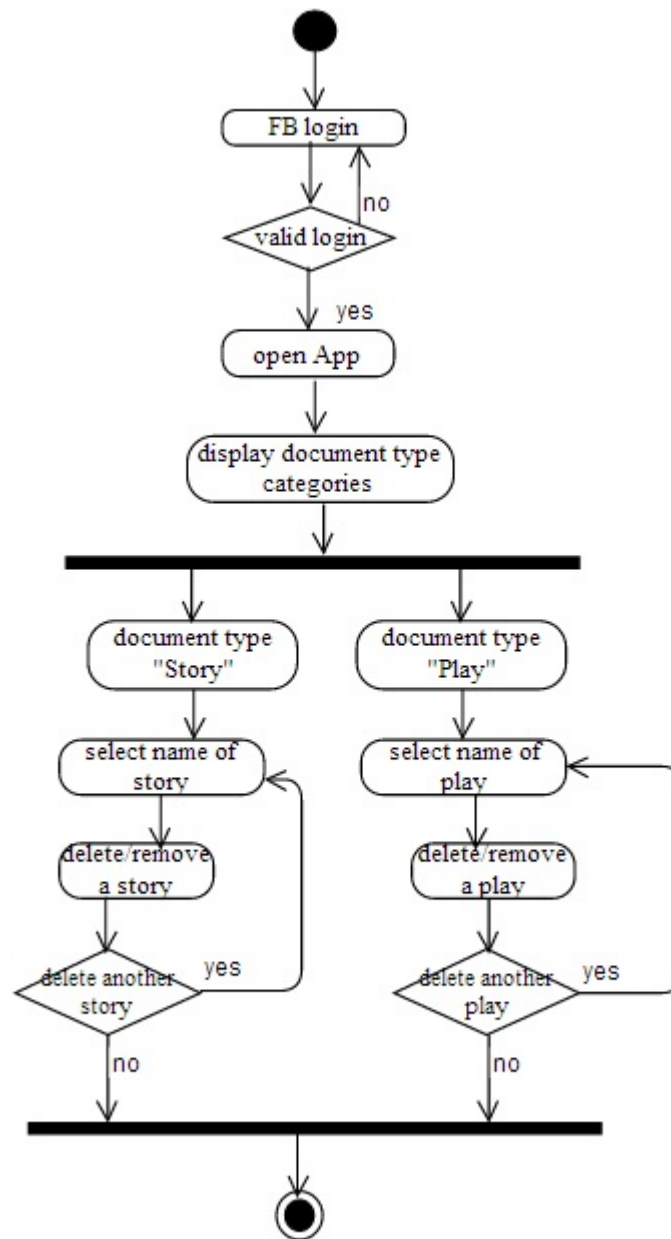 FB login
no
valid login
yes
open App
display document type
categories
document type
"Story"
select name of
story
delete/remove
a story
delete another
story
yes
no
document type
"Play"
select name of
play
delete/remove
a play
delete another
play
yes
no